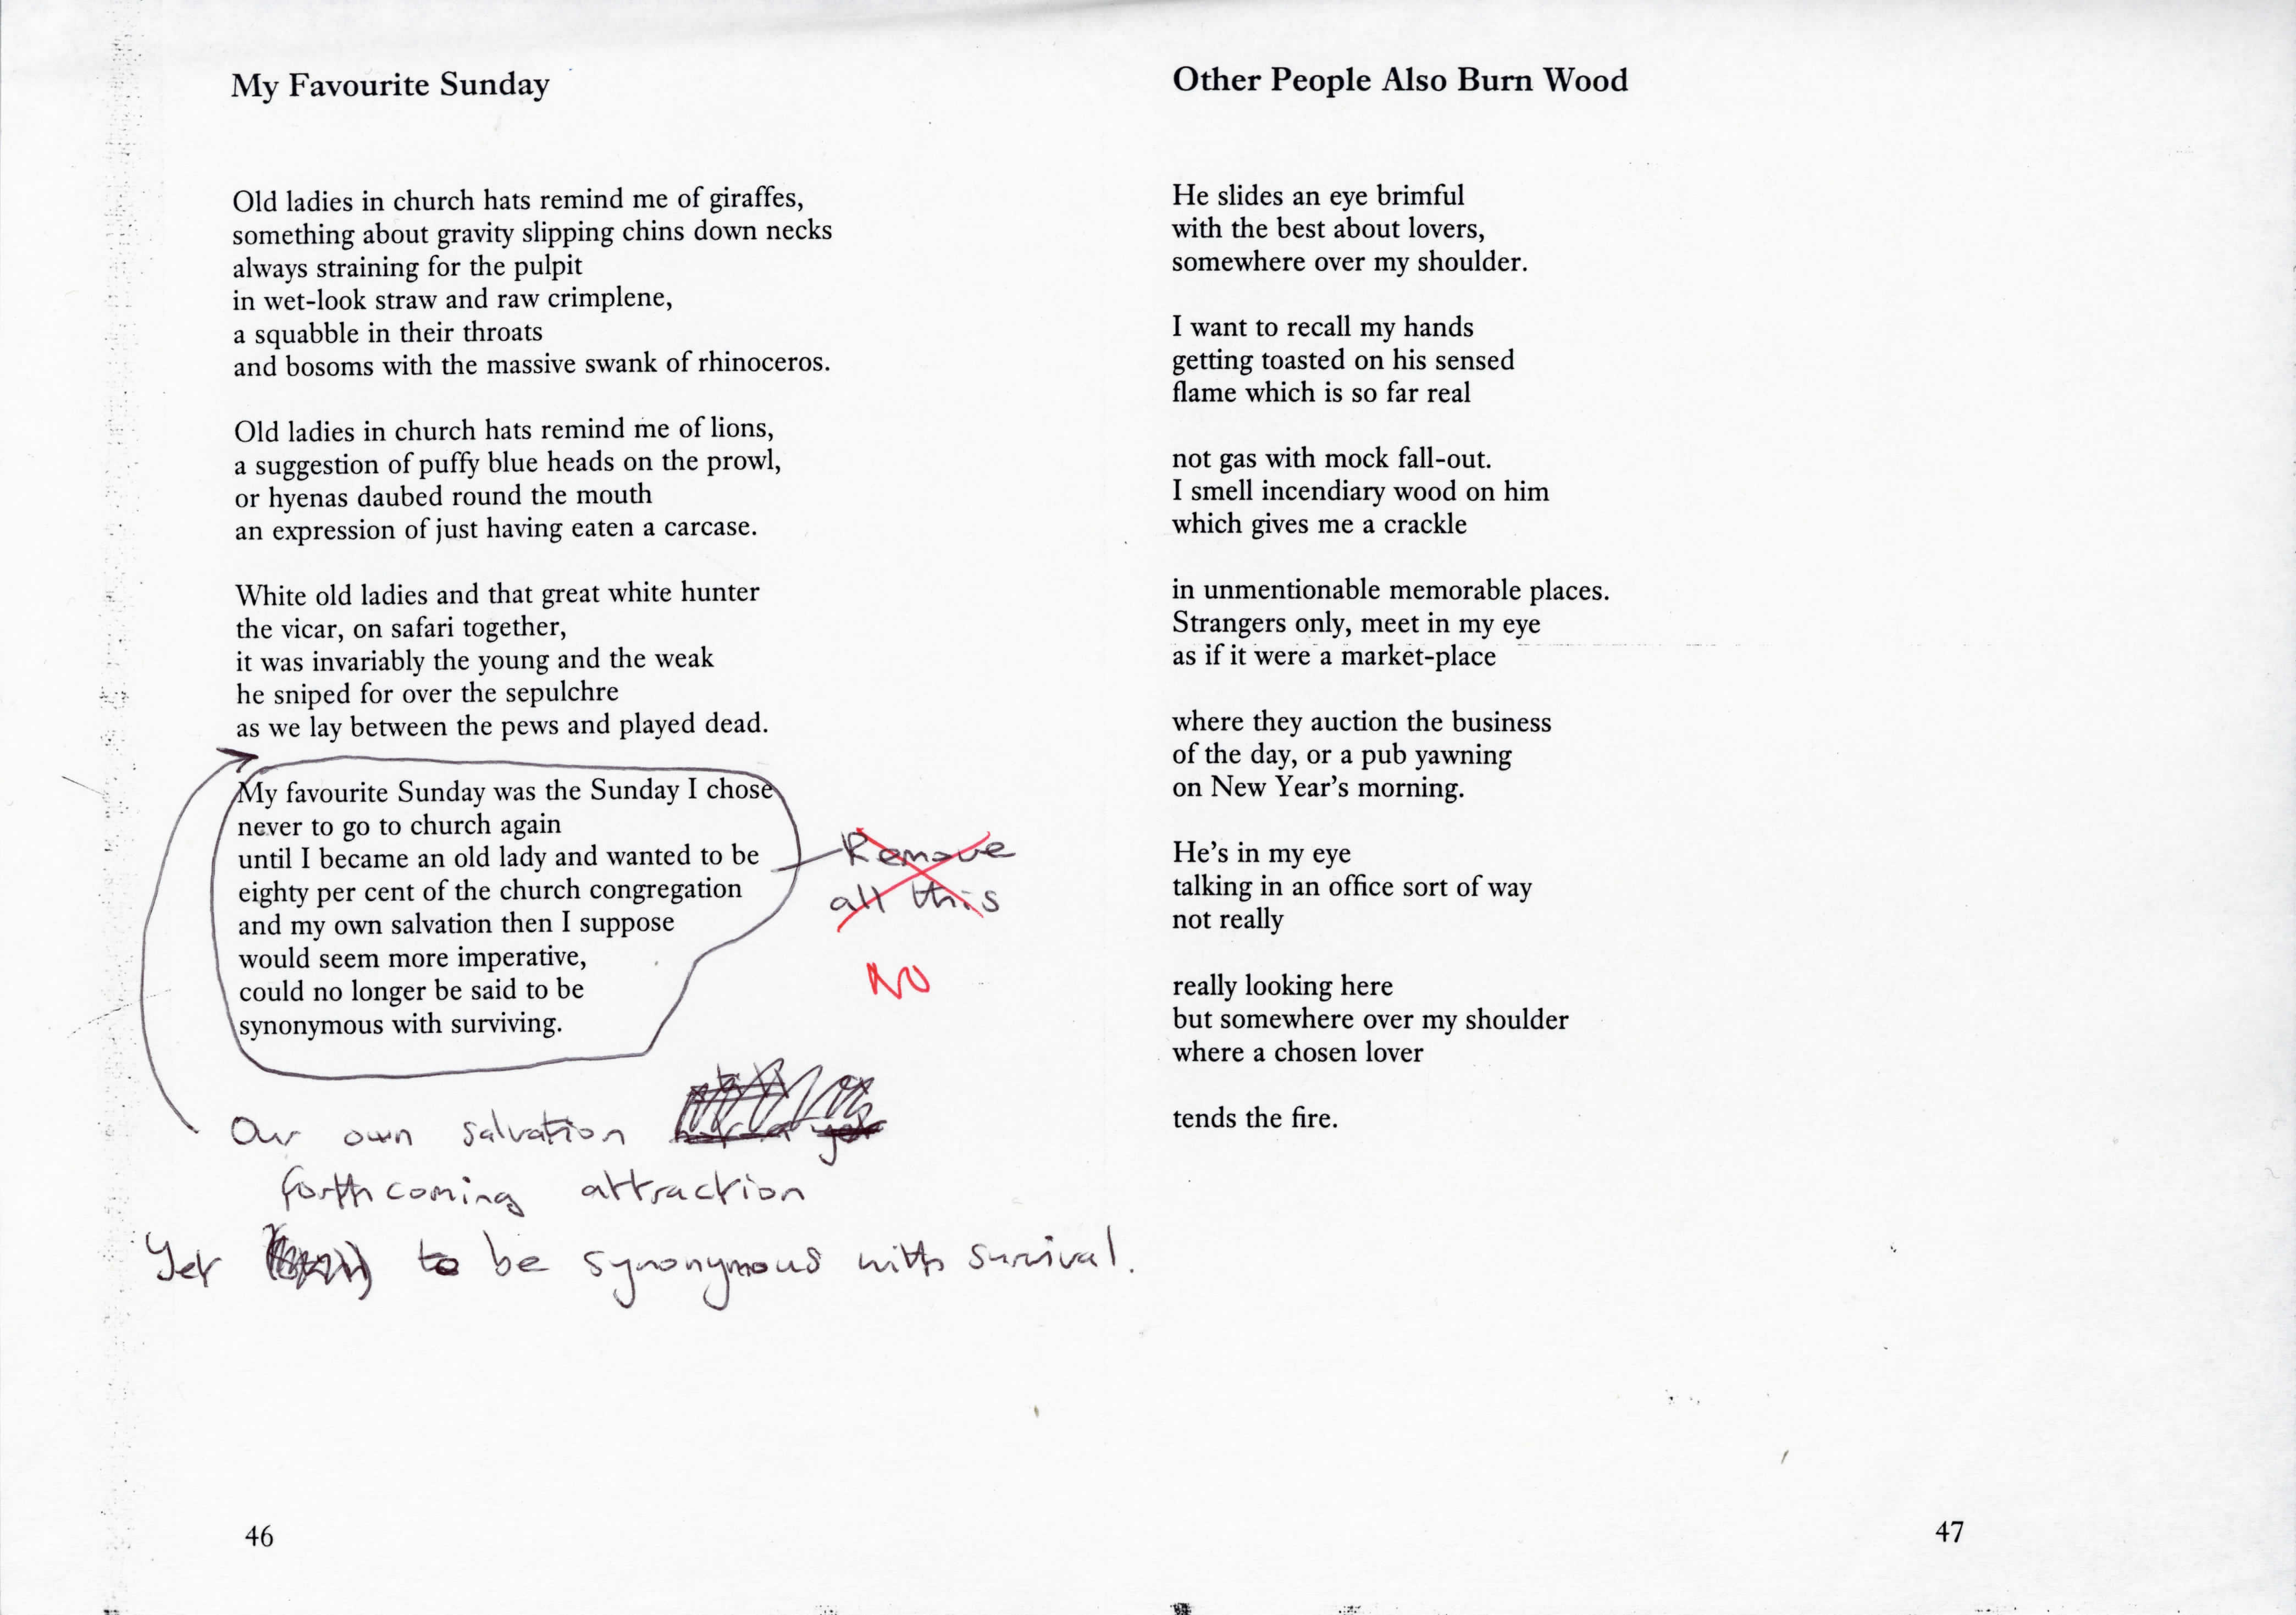 My Favourite Sunday
Old ladies in church hats remind me of giraffes,
something about gravity slipping chins down necks
always straining for the pulpit
in wet-look straw and raw crimplene,
a squabble in their throats
and bosoms with the massive swank of rhinoceros.
Old ladies in church hats remind me of lions,
a suggestion of puffy blue heads on the prowl,
or hyenas daubed round the mouth
an expression of just having eaten a carcase.
White old ladies and that great white hunter
the vicar, on safari together,
it was invariably the young and the weak
he sniped for over the sepulchre
as we lay between the pews and played dead.
My favourite Sunday was the Sunday I chose
never to go to church again
until I became an old lady and wanted to be
eighty per cent of the church congregation
and my own salvation then I suppose
would seem more imperative,
could no longer be said to be
synonymous with surviving.
Remove
all this
NO
Our own salvation
forthcoming attraction
Yet to be synonymous with survival.
46
Other People Also Burn Wood
He slides an eye brimful
with the best about lovers,
somewhere over my shoulder.
I want to recall my hands
getting toasted on his sensed
flame which is so far real
not gas with mock fall-out.
I smell incendiary wood on him
which gives me a crackle
in unmentionable memorable places.
Strangers only, meet in my eye
as if it were a market-place
where they auction the business
of the day, or a pub yawning
on New Year's morning.
He's in my eye
talking in an office sort of way
not really
really looking here
but somewhere over my shoulder
where a chosen lover
tends the fire.
47